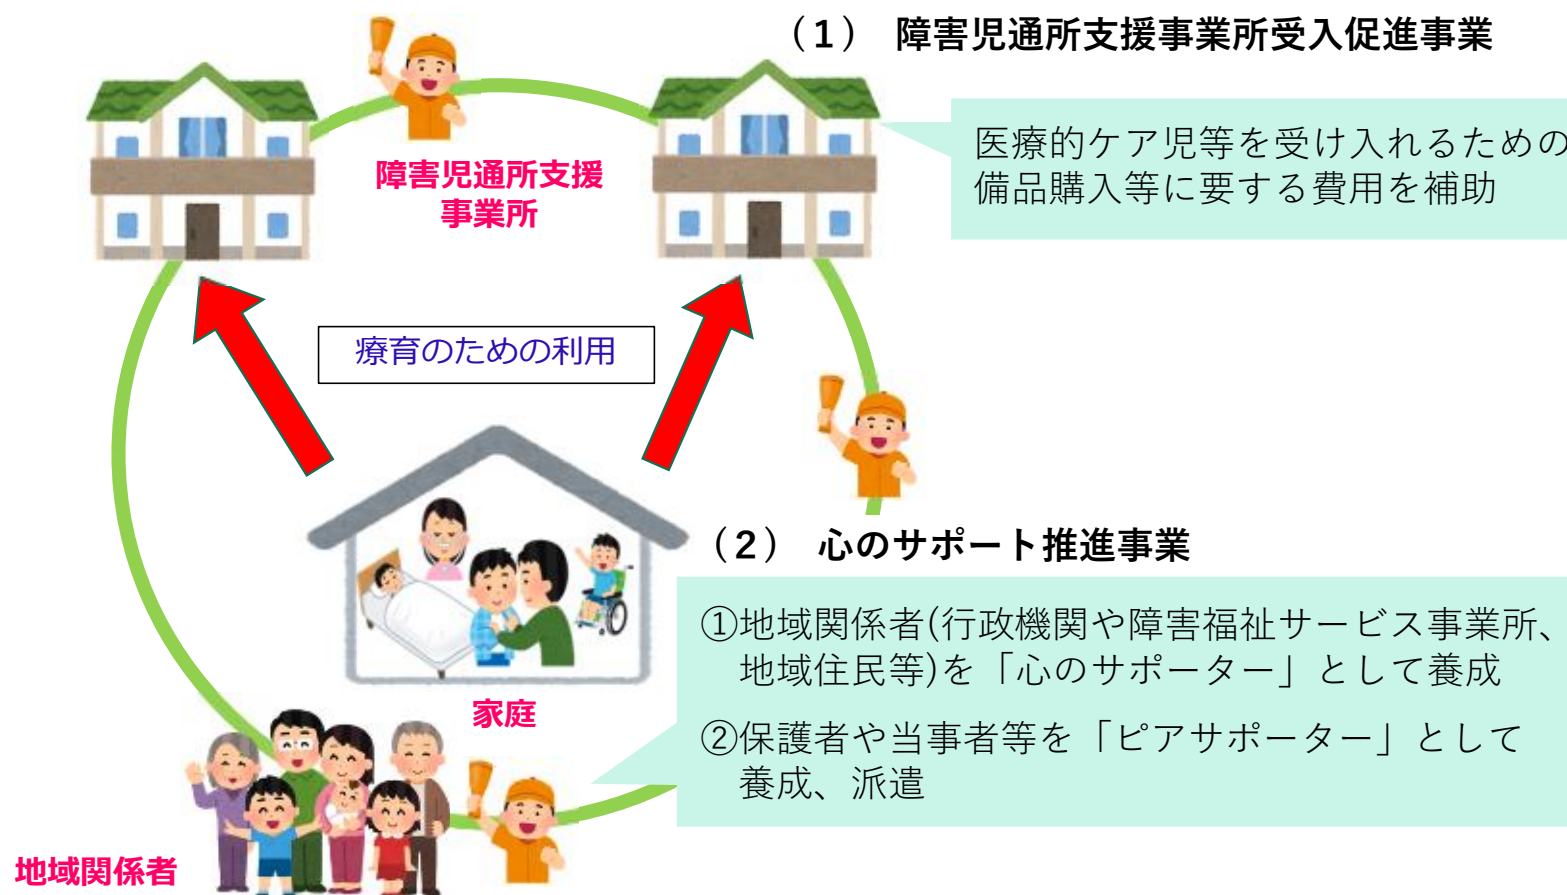 （1）　障害児通所支援事業所受入促進事業
障害児通所支援
事業所
医療的ケア児等を受け入れるための
備品購入等に要する費用を補助
療育のための利用
（2）　心のサポート推進事業
①地域関係者(行政機関や障害福祉サービス事業所、
地域住民等)を「心のサポーター」として養成
②保護者や当事者等を「ピアサポーター」として
養成、派遣
家庭
地域関係者